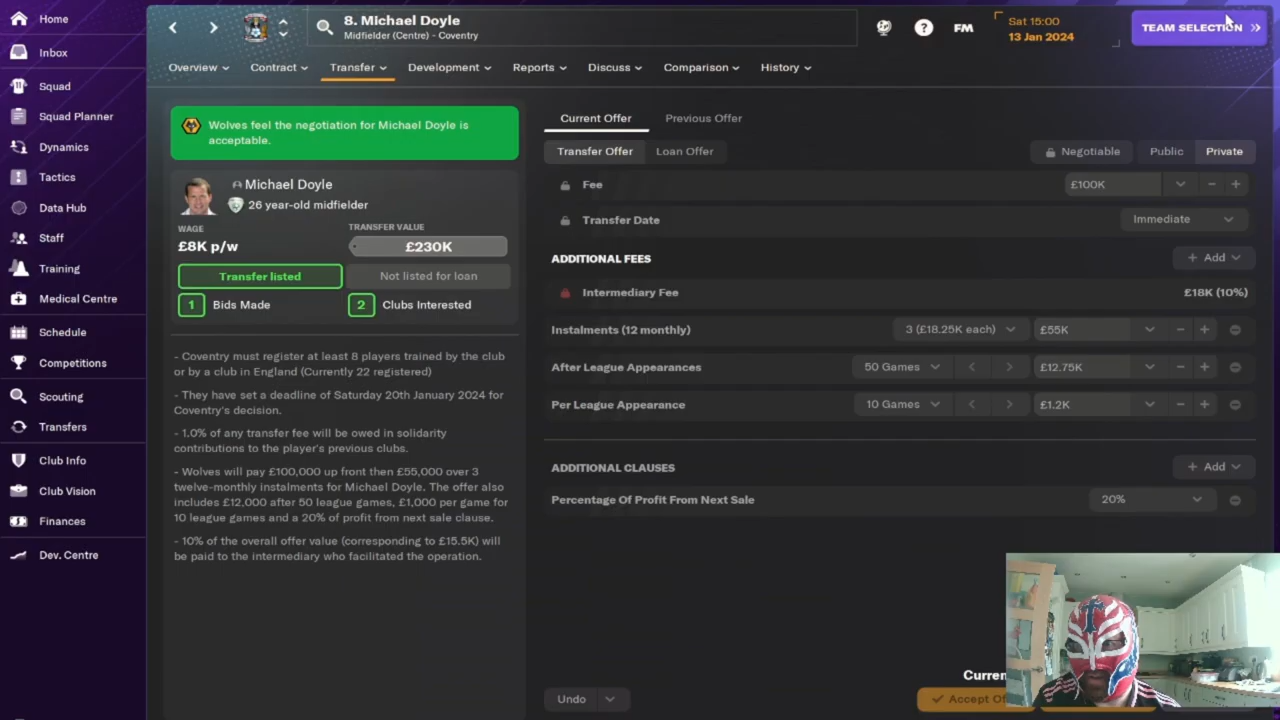 Home
Inbox
Squad
Squad Planner
Dynamics
Tactics
Data Hub
Staff
Training
Medical Centre
Schedule
Competitions
Scouting
Transfers
Club Info
Club Vision
Finances
Dev. Centre
8. Michael Doyle
Midfielder (Centre) - Coventry
FM
Sat 15:00
13 Jan 2024
TEAM SELECTION
Overview
Contract
Transfer
Development
Reports
Discuss
Comparison
History
Wolves feel the negotiation for Michael Doyle is
acceptable.
Michael Doyle
26 year-old midfielder
WAGE
£8K p/w
TRANSFER VALUE
£230K
Transfer listed
Not listed for loan
1 Bids Made
2 Clubs Interested
- Coventry must register at least 8 players trained by the club
or by a club in England (Currently 22 registered)
- They have set a deadline of Saturday 20th January 2024 for
Coventry's decision.
- 1.0% of any transfer fee will be owed in solidarity
contributions to the player's previous clubs.
- Wolves will pay £100,000 up front then £55,000 over 3
twelve-monthly instalments for Michael Doyle. The offer also
includes £12,000 after 50 league games, £1,000 per game for
10 league games and a 20% of profit from next sale clause.
- 10% of the overall offer value (corresponding to £15.5K) will
be paid to the intermediary who facilitated the operation.
Current Offer
Previous Offer
Transfer Offer
Loan Offer
Negotiable
Public
Private
Fee
£100K
Transfer Date
Immediate
ADDITIONAL FEES
+ Add
Intermediary Fee
£18K (10%)
Instalments (12 monthly)
3 (£18.25K each)
£55K
After League Appearances
50 Games
£12.75K
Per League Appearance
10 Games
£1.2K
ADDITIONAL CLAUSES
+ Add
Percentage Of Profit From Next Sale
20%
Undo